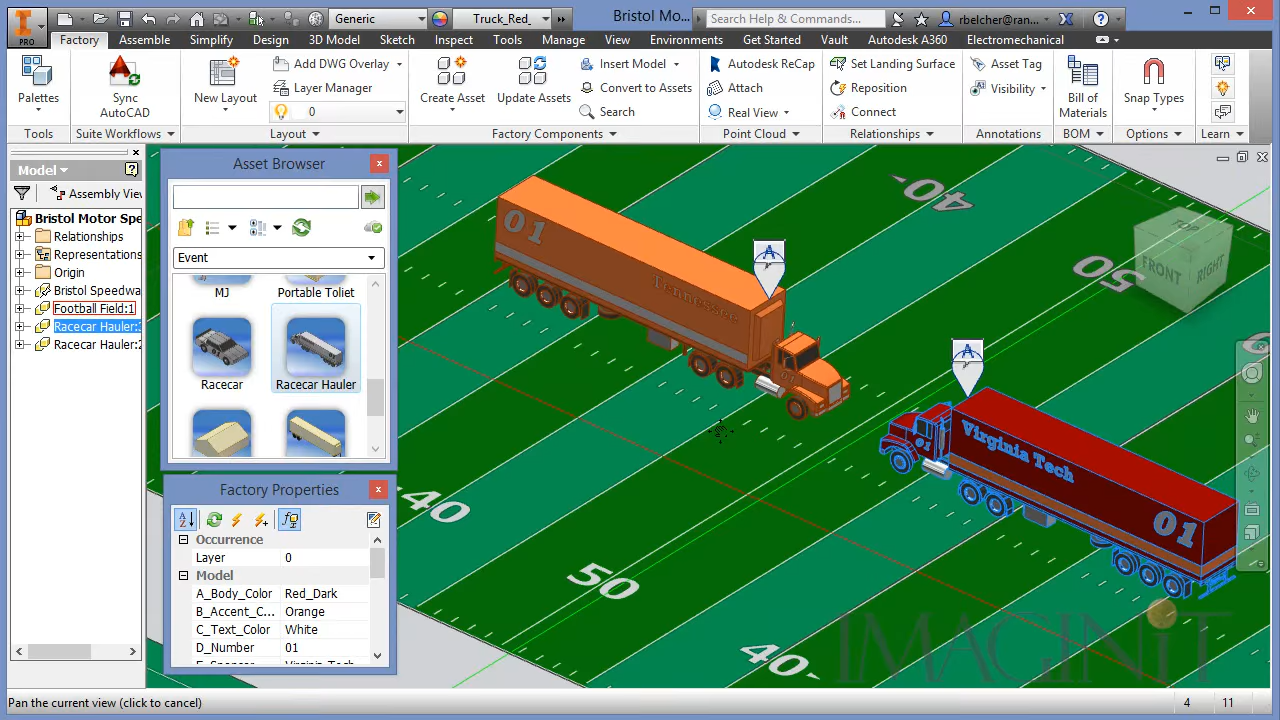 PRO
Generic
Truck_Red_
Bristol Mo...
Search Help & Commands...
rbelcher@ran...
Factory Assemble Simplify Design 3D Model Sketch Inspect Tools Manage View Environments Get Started Vault Autodesk A360 Electromechanical
Palettes
Tools
Sync AutoCAD
Suite Workflows
New Layout
Add DWG Overlay
Layer Manager
0
Layout
Create Asset
Update Assets
Insert Model
Convert to Assets
Search
Factory Components
Autodesk ReCap
Attach
Real View
Point Cloud
Set Landing Surface
Reposition
Connect
Relationships
Asset Tag
Visibility
Annotations
Bill of Materials
BOM
Snap Types
Options
Learn
Model
Assembly View
Bristol Motor Spe
Relationships
Representations
Origin
Bristol Speedwa
Football Field:1
Racecar Hauler:
Racecar Hauler:2
Asset Browser
Event
MJ
Portable Toliet
Racecar
Racecar Hauler
Factory Properties
Occurrence
Layer 0
Model
A_Body_Color Red_Dark
B_Accent_C... Orange
C_Text_Color White
D_Number 01
E_Sponsor Virginia Tech
01
Tennessee
01
A
A
01
Virginia Tech
01
40
50
40
50
40
TOP
FRONT
RIGHT
IMAGINiT
Pan the current view (click to cancel)
4 11